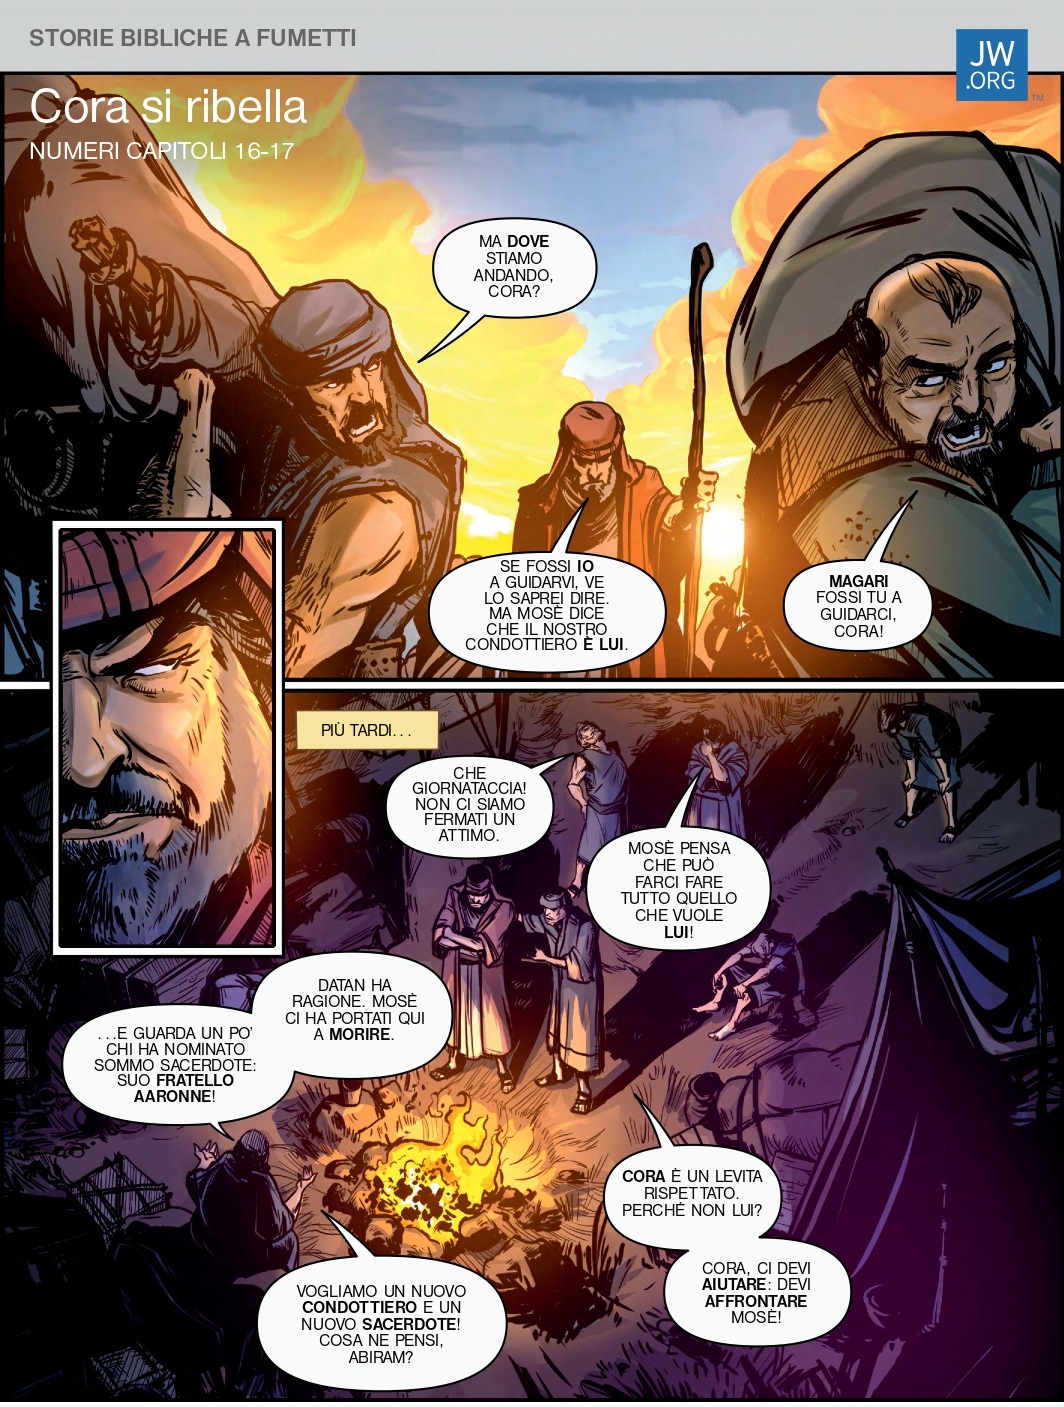 STORIE BIBLICHE A FUMETTI
JW
.ORG
TM
Cora si ribella
NUMERI CAPITOLI 16-17
MA DOVE
STIAMO
ANDANDO,
CORA?
SE FOSSI IO
A GUIDARVI, VE
LO SAPREI DIRE.
MA MOSÈ DICE
CHE IL NOSTRO
CONDOTTIERO È LUI.
MAGARI
FOSSI TU A
GUIDARCI,
CORA!
PIÙ TARDI...
CHE
GIORNATACCIA!
NON CI SIAMO
FERMATI UN
ATTIMO.
MOSÈ PENSA
CHE PUÒ
FARCI FARE
TUTTO QUELLO
CHE VUOLE
LUI!
DATAN HA
RAGIONE. MOSÈ
CI HA PORTATI QUI
A MORIRE.
...E GUARDA UN PO'
CHI HA NOMINATO
SOMMO SACERDOTE:
SUO FRATELLO
AARONNE!
VOGLIAMO UN NUOVO
CONDOTTIERO E UN
NUOVO SACERDOTE!
COSA NE PENSI,
ABIRAM?
CORA È UN LEVITA
RISPETTATO.
PERCHÉ NON LUI?
CORA, CI DEVI
AIUTARE: DEVI
AFFRONTARE
MOSÈ!